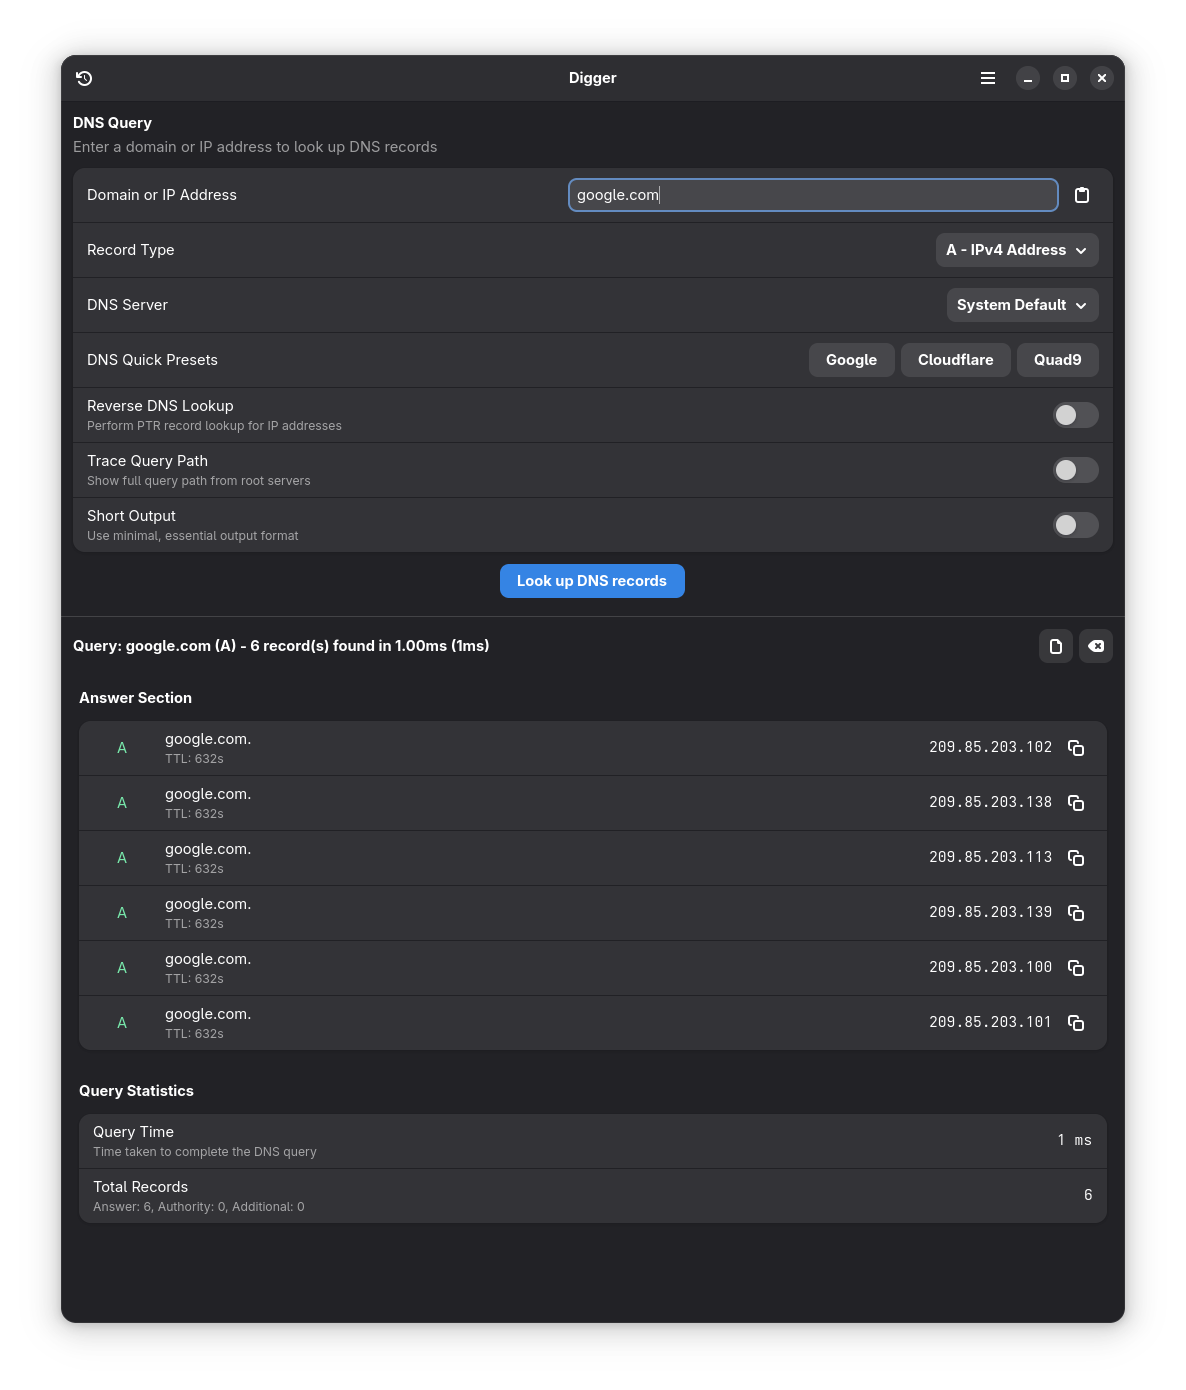 Digger
DNS Query
Enter a domain or IP address to look up DNS records
Domain or IP Address google.com
Record Type A - IPv4 Address
DNS Server System Default
DNS Quick Presets Google Cloudflare Quad9
Reverse DNS Lookup
Perform PTR record lookup for IP addresses
Trace Query Path
Show full query path from root servers
Short Output
Use minimal, essential output format
Look up DNS records
Query: google.com (A) - 6 record(s) found in 1.00ms (1ms)
Answer Section
A google.com. 209.85.203.102
TTL: 632s
A google.com. 209.85.203.138
TTL: 632s
A google.com. 209.85.203.113
TTL: 632s
A google.com. 209.85.203.139
TTL: 632s
A google.com. 209.85.203.100
TTL: 632s
A google.com. 209.85.203.101
TTL: 632s
Query Statistics
Query Time 1 ms
Time taken to complete the DNS query
Total Records 6
Answer: 6, Authority: 0, Additional: 0